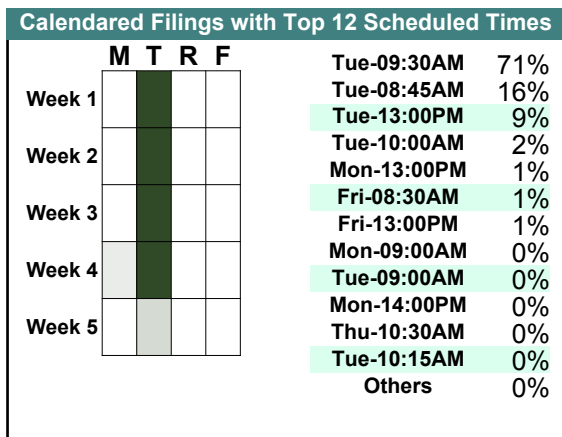 Calendared Filings with Top 12 Scheduled Times
M T R F
Week 1
Week 2
Week 3
Week 4
Week 5
Tue-09:30AM 71%
Tue-08:45AM 16%
Tue-13:00PM 9%
Tue-10:00AM 2%
Mon-13:00PM 1%
Fri-08:30AM 1%
Fri-13:00PM 1%
Mon-09:00AM 0%
Tue-09:00AM 0%
Mon-14:00PM 0%
Thu-10:30AM 0%
Tue-10:15AM 0%
Others 0%